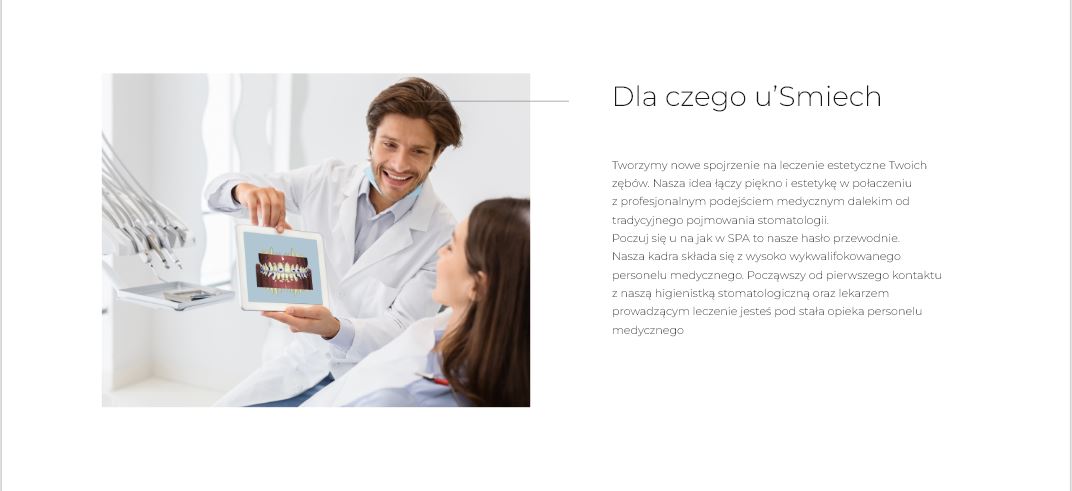 Dla czego u’Smiech
Tworzymy nowe spojrzenie na leczenie estetyczne Twoich
zębów. Nasza idea łączy piękno i estetykę w połaczeniu
z profesjonalnym podejściem medycznym dalekim od
tradycyjnego pojmowania stomatologii.
Poczuj się u na jak w SPA to nasze hasło przewodnie.
Nasza kadra składa się z wysoko wykwalifokowanego
personelu medycznego. Począwszy od pierwszego kontaktu
z naszą higienistką stomatologiczną oraz lekarzem
prowadzącym leczenie jesteś pod stała opieka personelu
medycznego